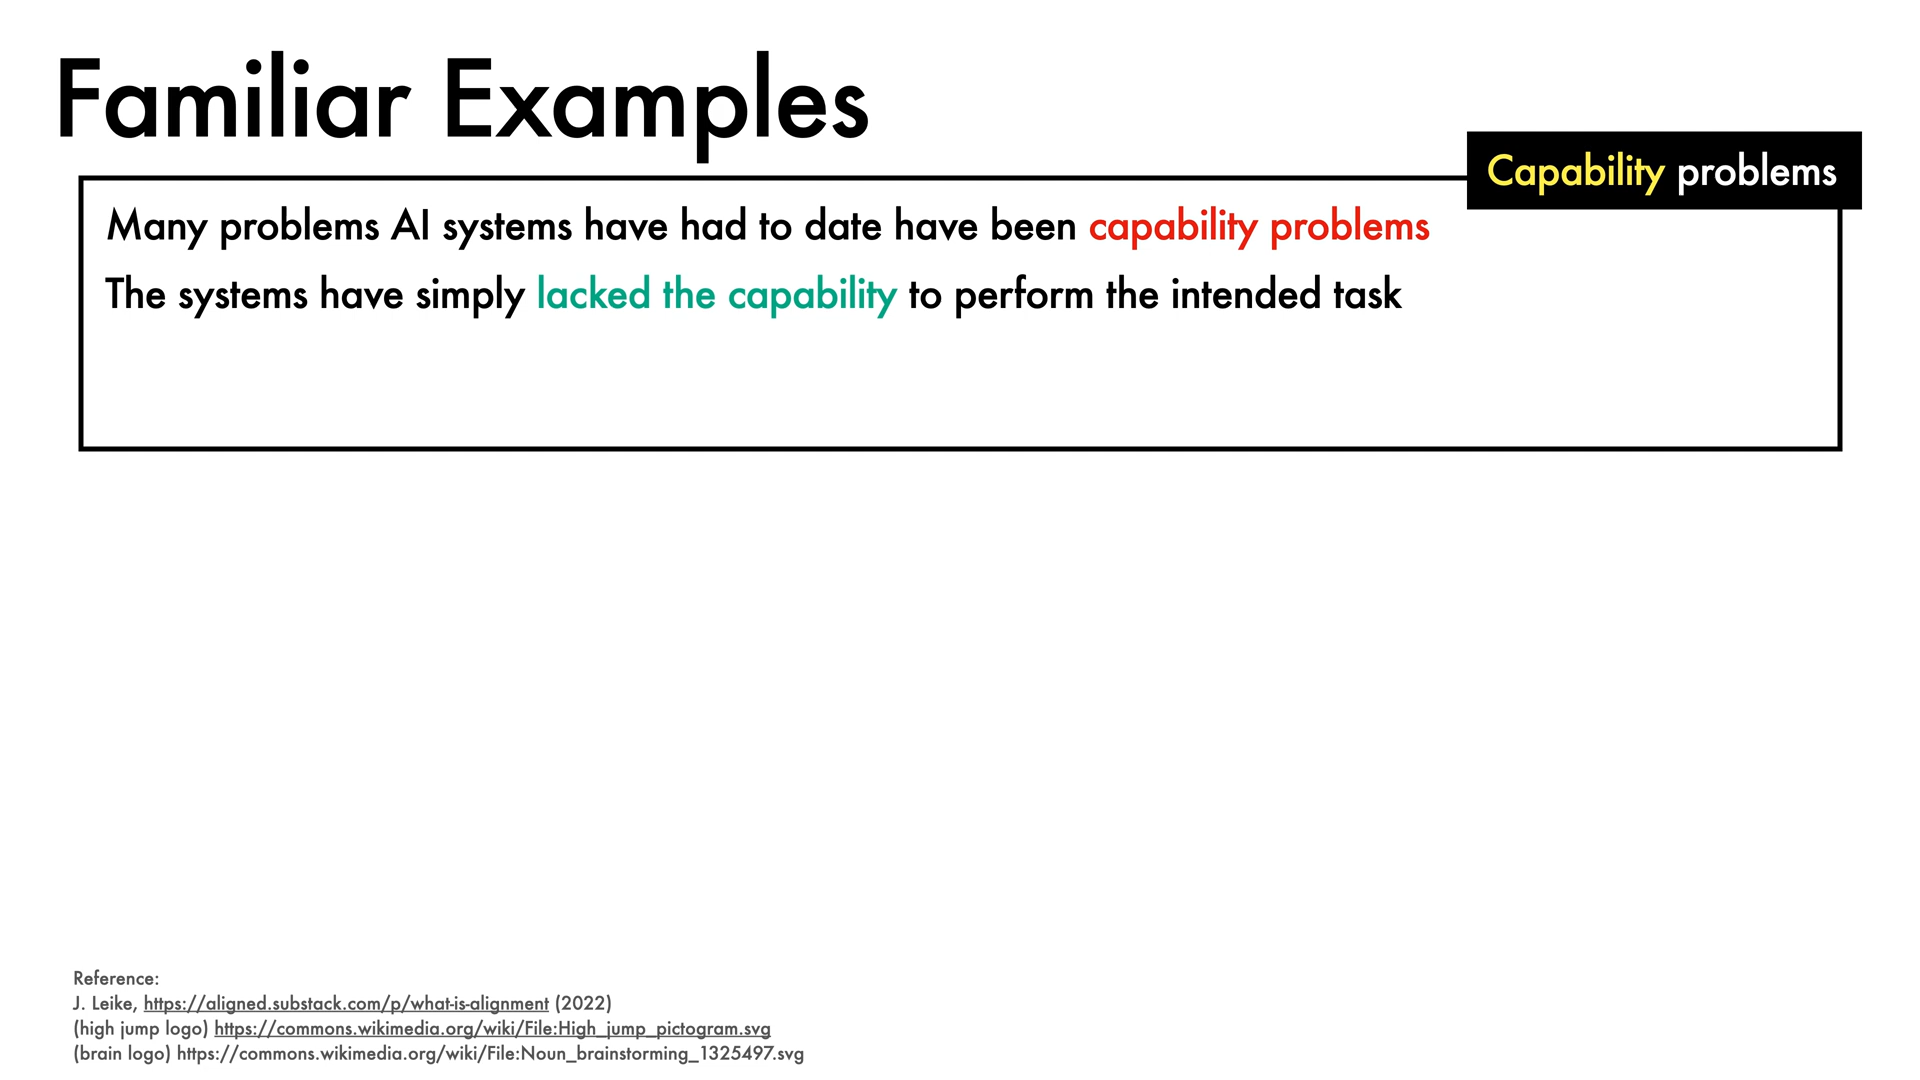 Familiar Examples
Capability problems
Many problems AI systems have had to date have been capability problems
The systems have simply lacked the capability to perform the intended task
Reference:
J. Leike, https://aligned.substack.com/p/what-is-alignment (2022)
(high jump logo) https://commons.wikimedia.org/wiki/File:High_jump_pictogram.svg
(brain logo) https://commons.wikimedia.org/wiki/File:Noun_brainstorming_1325497.svg